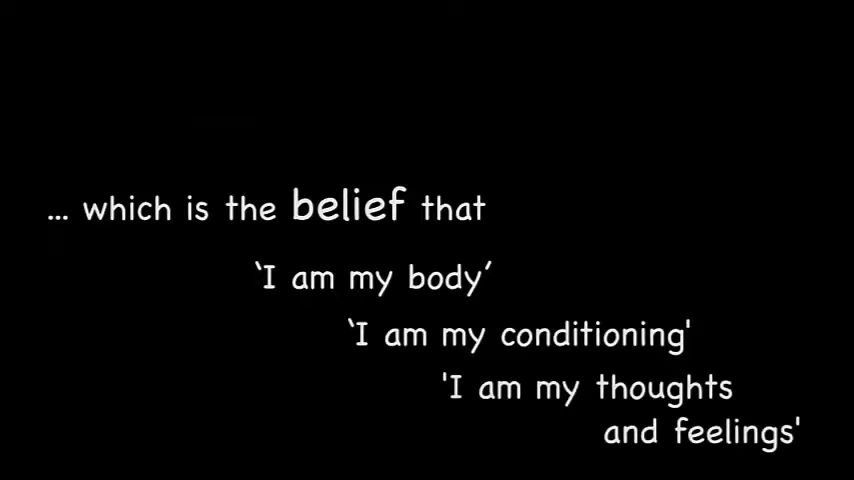 ... which is the belief that
‘I am my body’
‘I am my conditioning'
'I am my thoughts
and feelings'